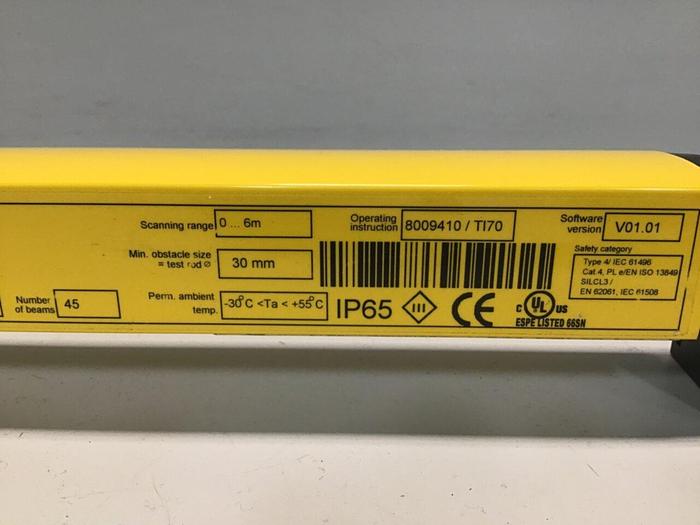 Scanning range
0 ... 6m
Operating
instruction
8009410 / TI70
Software
version
V01.01
Min. obstacle size
= test rod Ø
30 mm
Safety category
Type 4/ IEC 61496
Cat.4, PL e/EN ISO 13849
SILCL3 /
EN 62061, IEC 61508
Number
of beams
45
Perm. ambient
temp.
-30°C <Ta < +55°C
IP65
III
CE
C UL US
ESPE LISTED 66SN